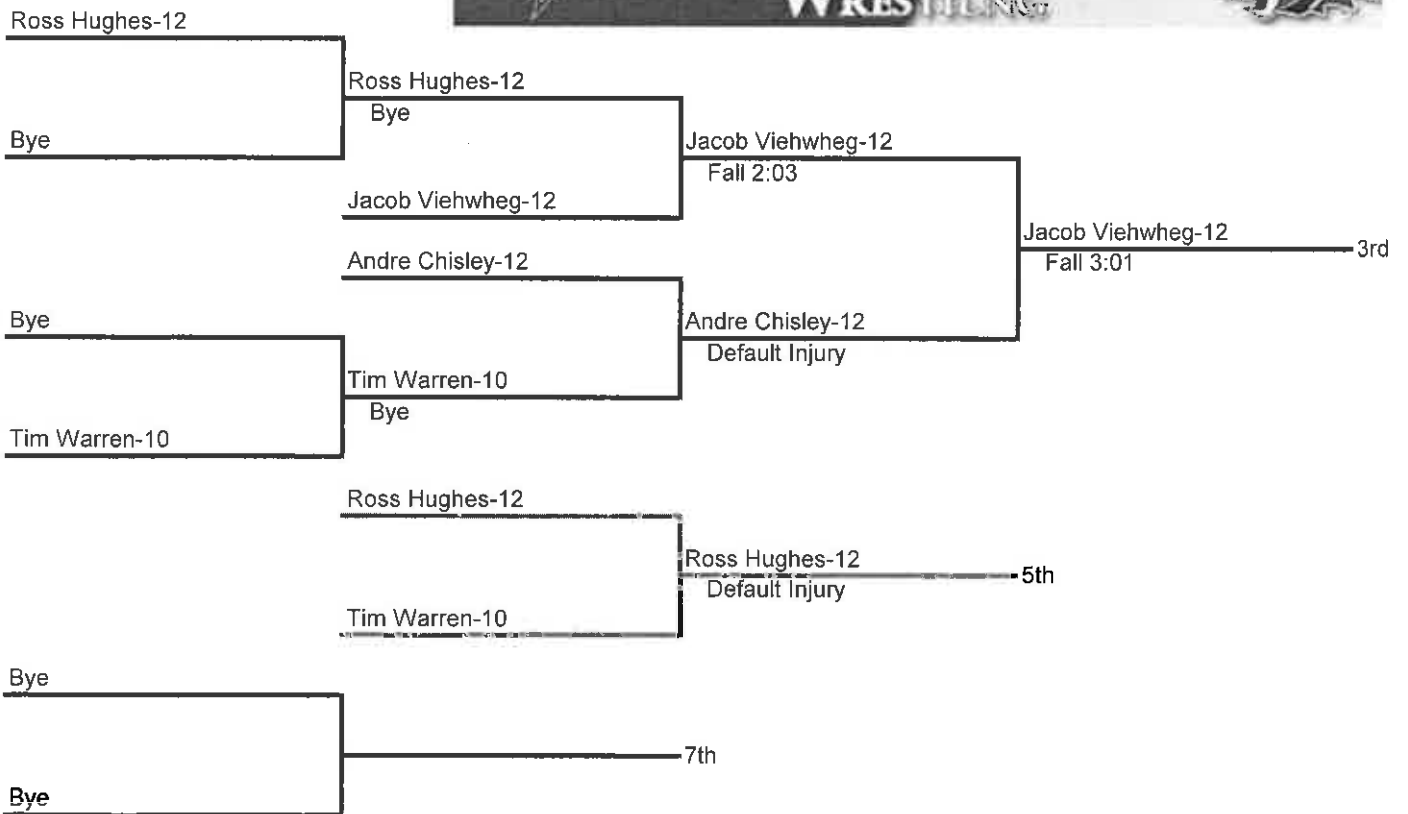 WRESTLING
Ross Hughes-12
Ross Hughes-12
Bye
Bye
Jacob Viehwheg-12
Fall 2:03
Jacob Viehwheg-12
Jacob Viehwheg-12
Fall 3:01
3rd
Andre Chisley-12
Bye
Andre Chisley-12
Default Injury
Tim Warren-10
Bye
Tim Warren-10
Ross Hughes-12
Ross Hughes-12
Default Injury
5th
Tim Warren-10
Bye
7th
Bye